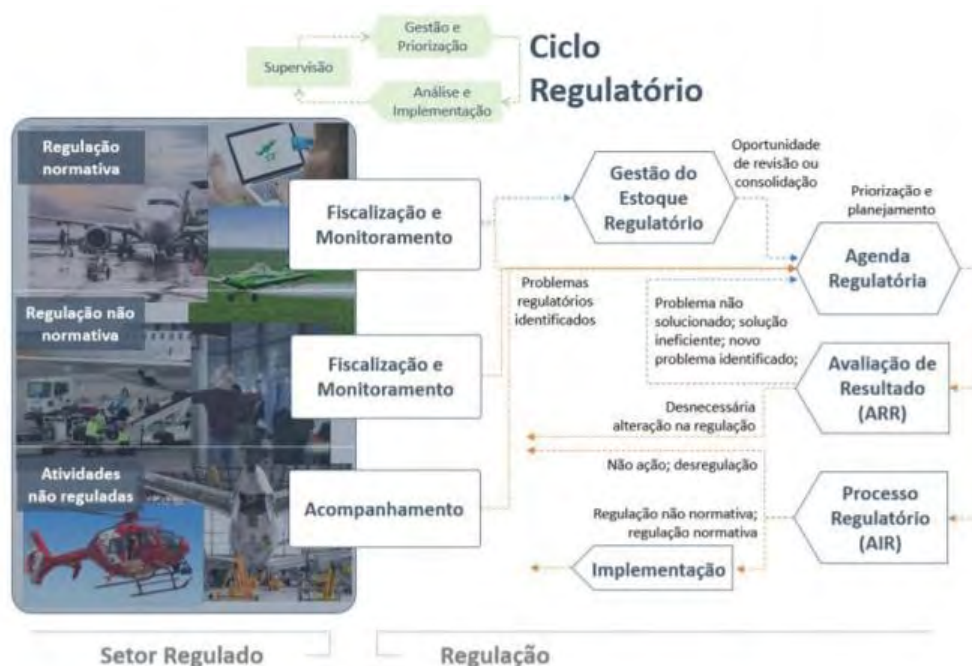 Gestão e
Priorização
Supervisão
Análise e
Implementação
Ciclo
Regulatório
Regulação
normativa
Fiscalização e
Monitoramento
Gestão do
Estoque
Regulatório
Oportunidade
de revisão ou
consolidação
Priorização e
planejamento
Agenda
Regulatória
Problemas
regulatórios
identificados
Problema não
solucionado; solução
ineficiente; novo
problema identificado;
Regulação não
normativa
Fiscalização e
Monitoramento
Avaliação de
Resultado
(ARR)
Desnecessária
alteração na regulação
Não ação; desregulação
Atividades
não reguladas
Acompanhamento
Processo
Regulatório
(AIR)
Regulação não normativa;
regulação normativa
Implementação
Setor Regulado
Regulação